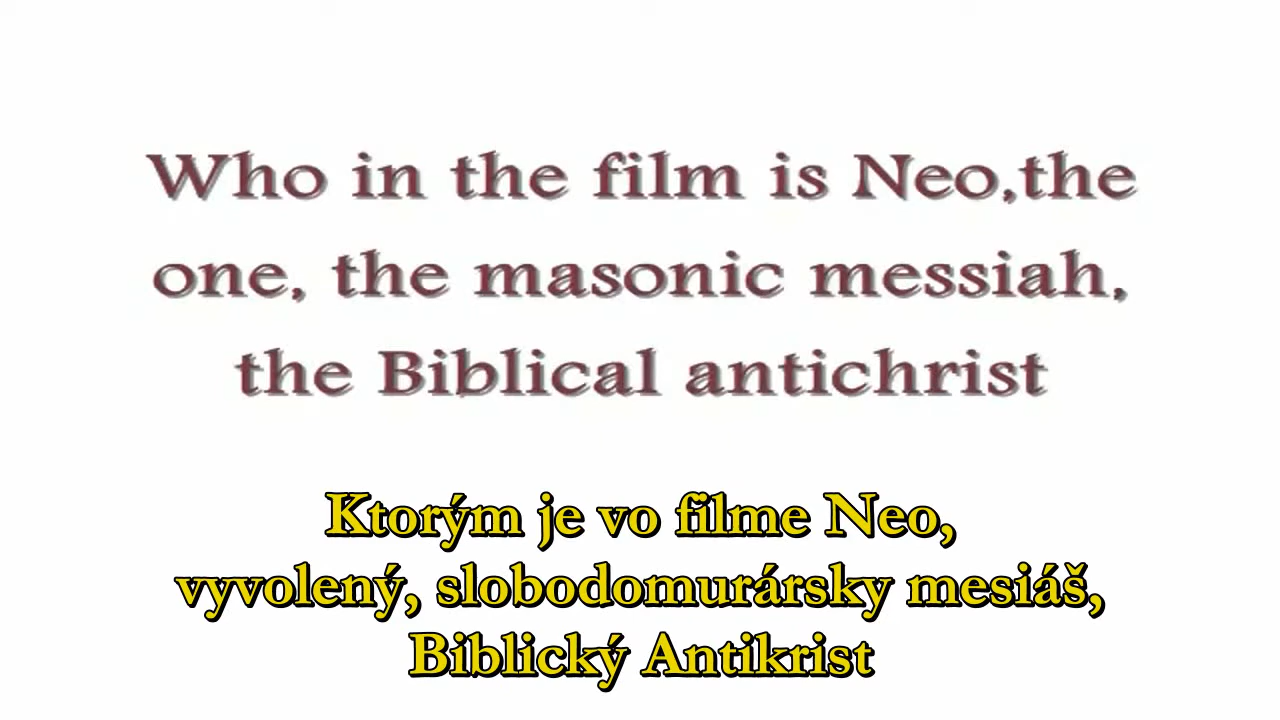 Who in the film is Neo,the
one, the masonic messiah,
the Biblical antichrist
Ktorým je vo filme Neo,
vyvolený, slobodomurársky mesiáš,
Biblický Antikrist